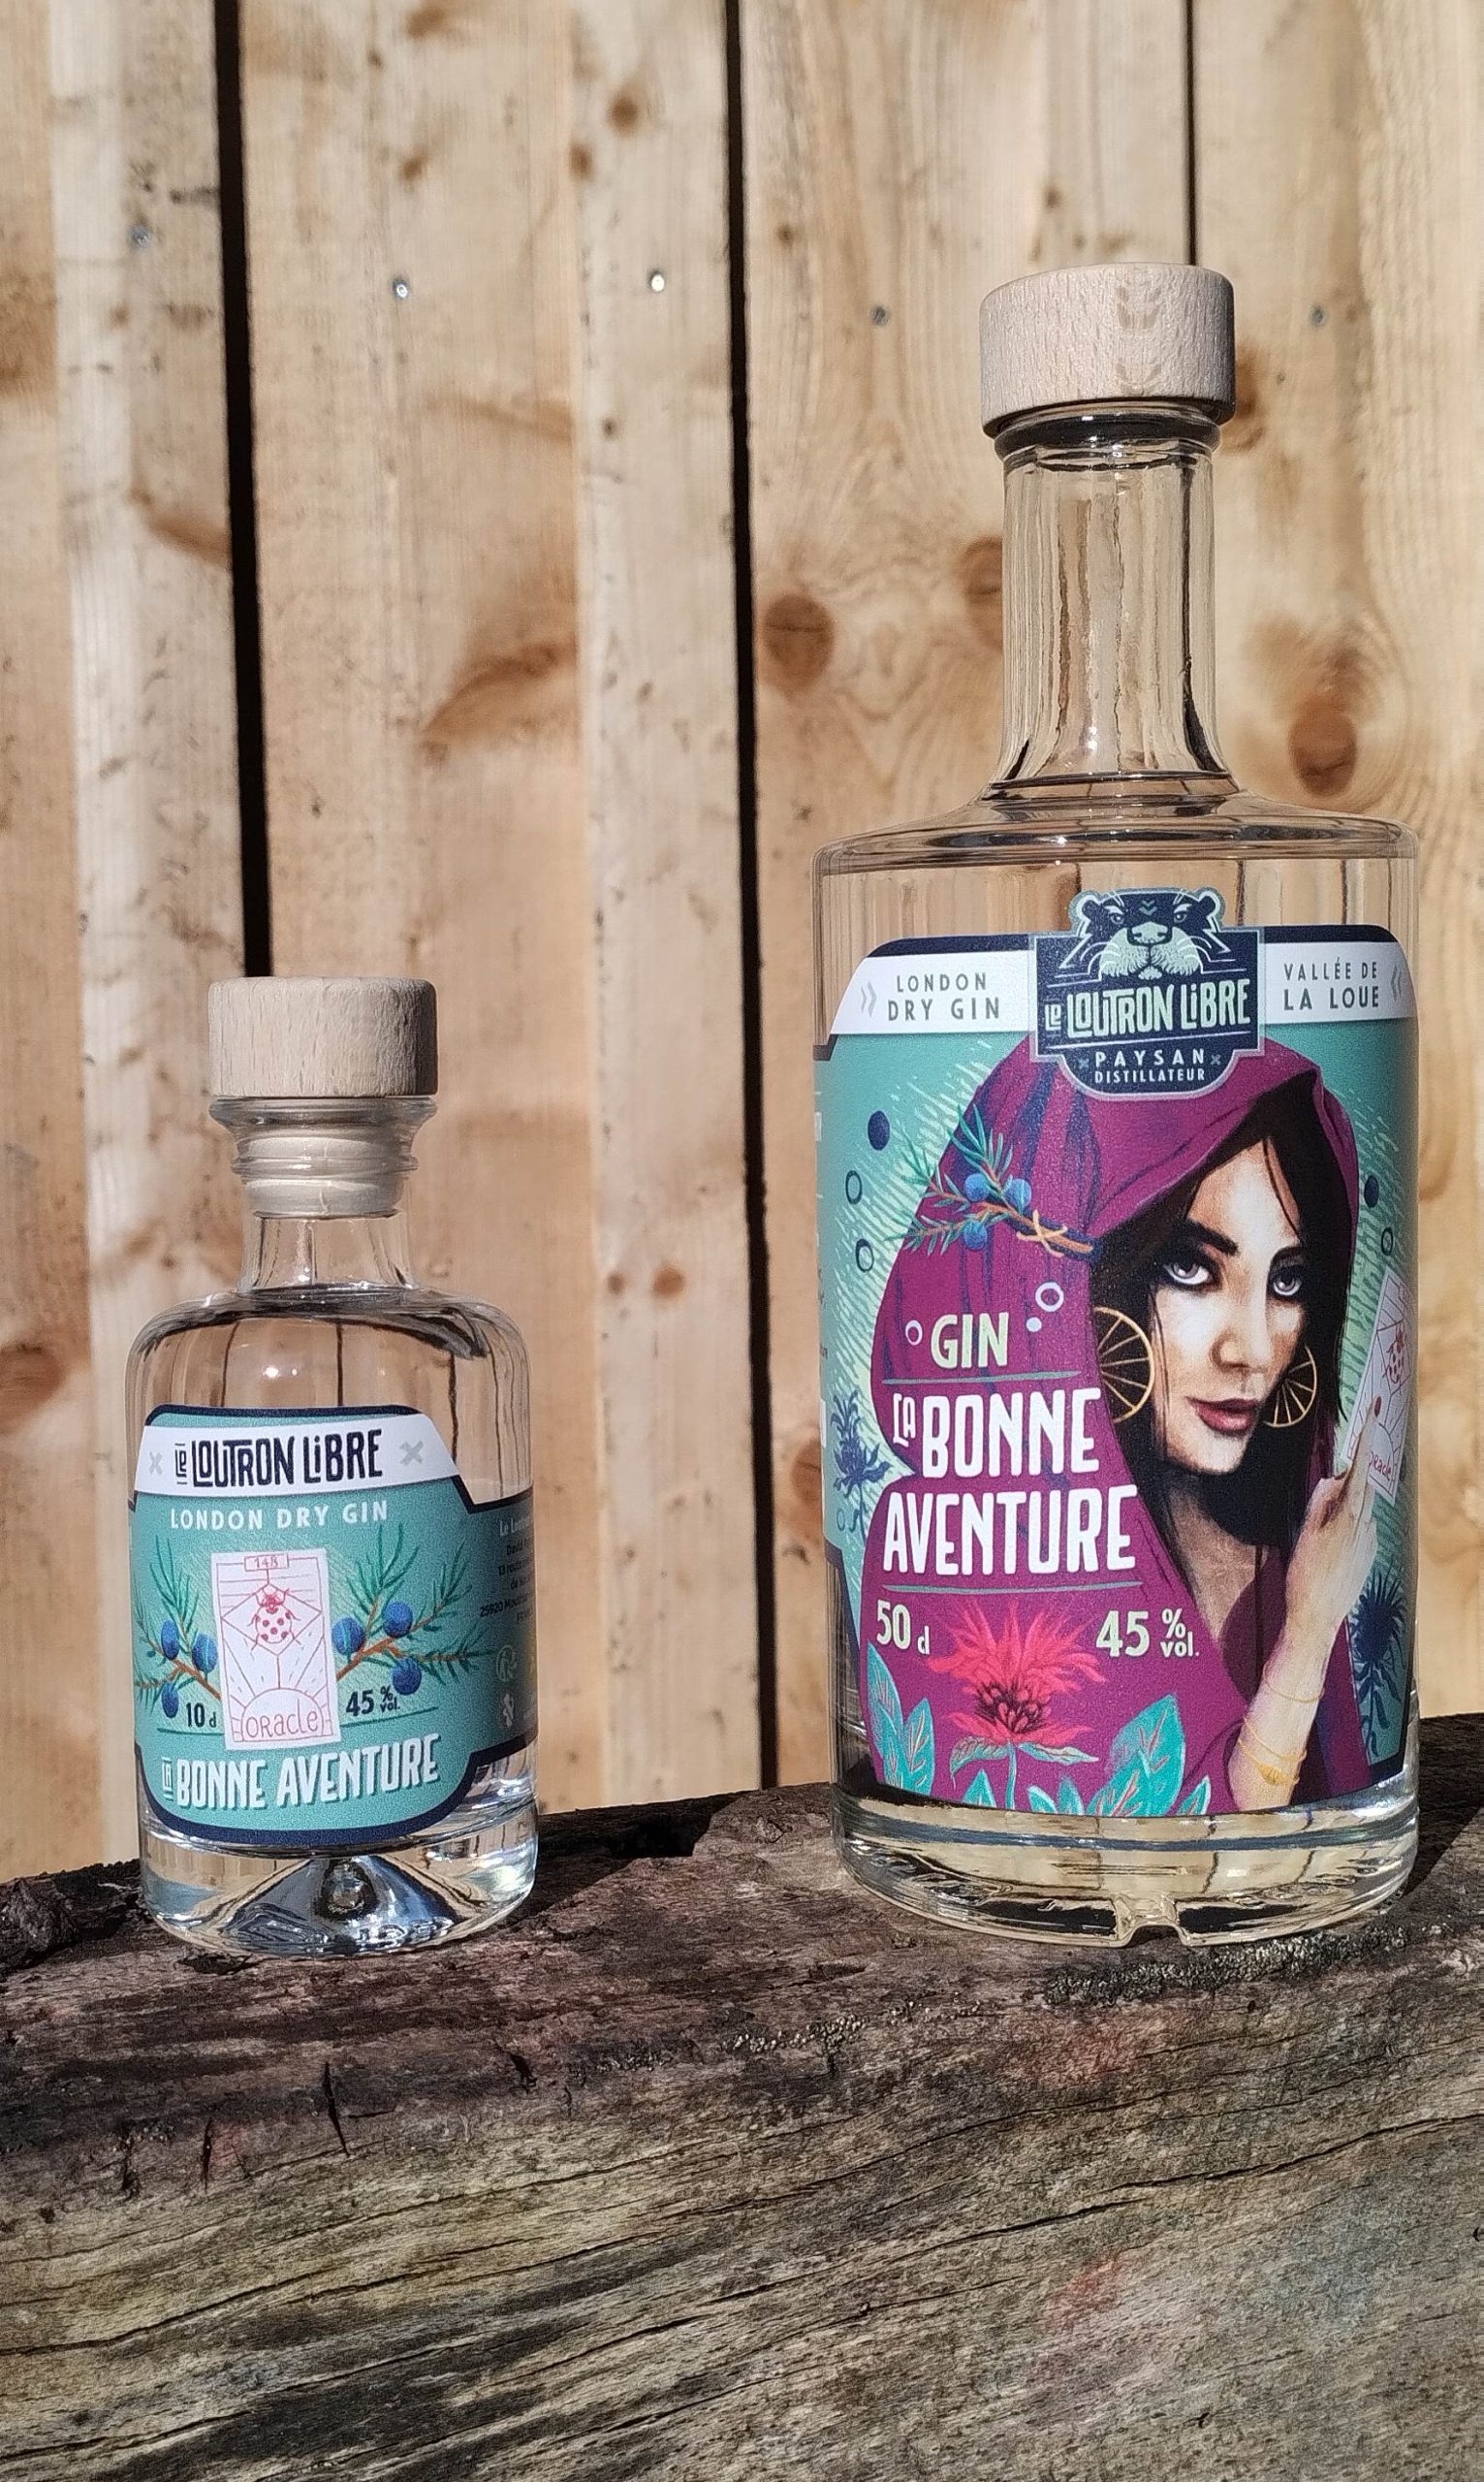 LE LOUTRON LiBRE
LONDON DRY GIN
148
10 cl
45 % vol.
ORacLe
LA BONNE AVENTURE
25920
LONDON
DRY GIN
LE LOUTRON LiBRE
PAYSAN
DISTILLATEUR
VALLÉE DE
LA LOUE
GIN
LA BONNE
AVENTURE
50 cl
45 % vol.